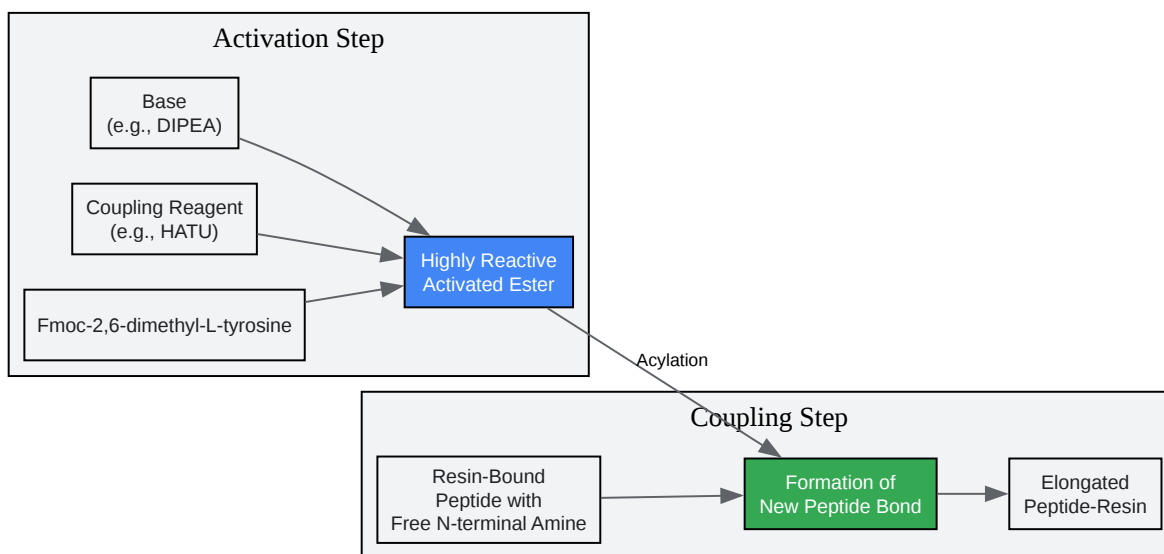 Activation Step
Base
(e.g., DIPEA)
Coupling Reagent
(e.g., HATU)
Highly Reactive
Activated Ester
Fmoc-2,6-dimethyl-L-tyrosine
Acylation
Coupling Step
Resin-Bound
Peptide with
Free N-terminal Amine
Formation of
New Peptide Bond
Elongated
Peptide-Resin